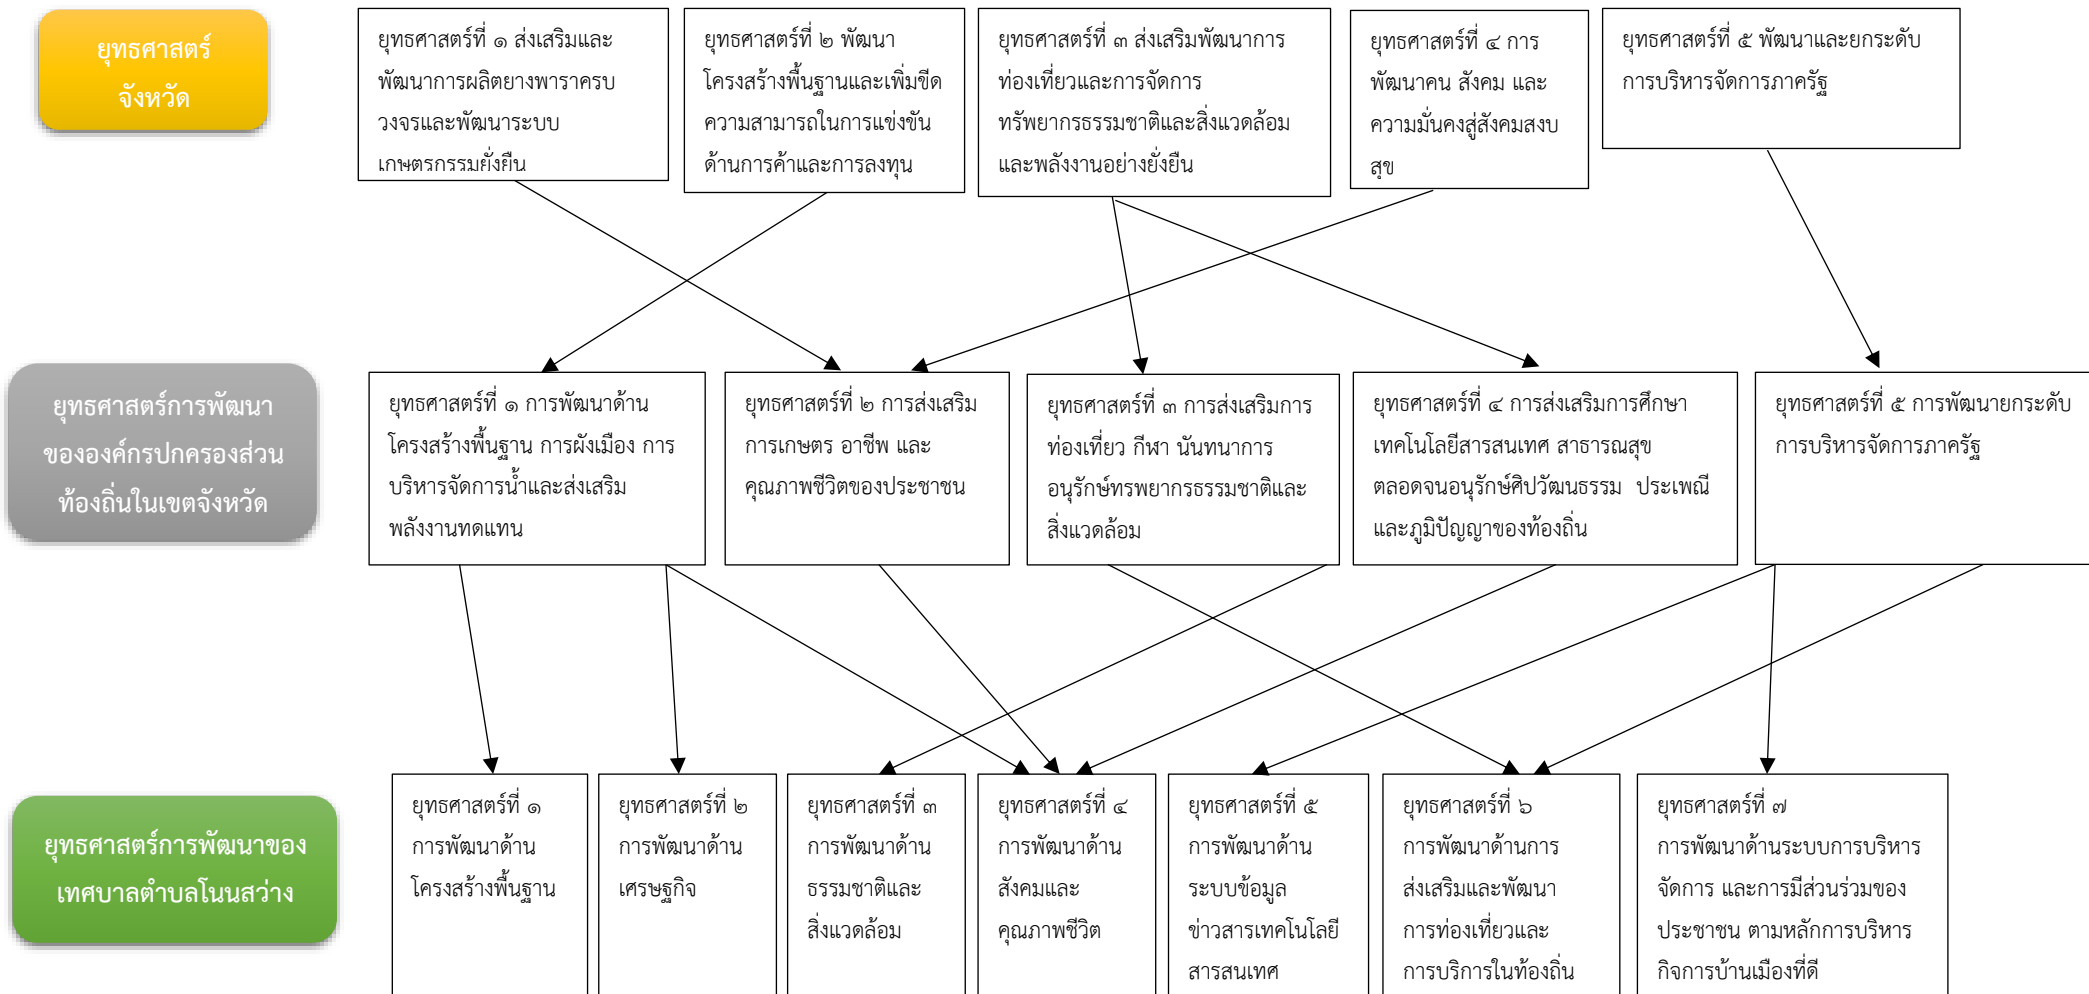 ยุทธศาสตร์
จังหวัด
ยุทธศาสตร์ที่ ๑ ส่งเสริมและ
พัฒนาการผลิตยางพาราครบ
วงจรและพัฒนาระบบ
เกษตรกรรมยั่งยืน
ยุทธศาสตร์ที่ ๒ พัฒนา
โครงสร้างพื้นฐานและเพิ่มขีด
ความสามารถในการแข่งขัน
ด้านการค้าและการลงทุน
ยุทธศาสตร์ที่ ๓ ส่งเสริมพัฒนาการ
ท่องเที่ยวและการจัดการ
ทรัพยากรธรรมชาติและสิ่งแวดล้อม
และพลังงานอย่างยั่งยืน
ยุทธศาสตร์ที่ ๔ การ
พัฒนาคน สังคม และ
ความมั่นคงสู่สังคมสงบ
สุข
ยุทธศาสตร์ที่ ๕ พัฒนาและยกระดับ
การบริหารจัดการภาครัฐ
ยุทธศาสตร์การพัฒนา
ขององค์กรปกครองส่วน
ท้องถิ่นในเขตจังหวัด
ยุทธศาสตร์ที่ ๑ การพัฒนาด้าน
โครงสร้างพื้นฐาน การผังเมือง การ
บริหารจัดการน้ำและส่งเสริม
พลังงานทดแทน
ยุทธศาสตร์ที่ ๒ การส่งเสริม
การเกษตร อาชีพ และ
คุณภาพชีวิตของประชาชน
ยุทธศาสตร์ที่ ๓ การส่งเสริมการ
ท่องเที่ยว กีฬา นันทนาการ
อนุรักษ์ทรพยากรธรรมชาติและ
สิ่งแวดล้อม
ยุทธศาสตร์ที่ ๔ การส่งเสริมการศึกษา
เทคโนโลยีสารสนเทศ สาธารณสุข
ตลอดจนอนุรักษ์ศิปวัฒนธรรม ประเพณี
และภูมิปัญญาของท้องถิ่น
ยุทธศาสตร์ที่ ๕ การพัฒนายกระดับ
การบริหารจัดการภาครัฐ
ยุทธศาสตร์การพัฒนาของ
เทศบาลตำบลโนนสว่าง
ยุทธศาสตร์ที่ ๑
การพัฒนาด้าน
โครงสร้างพื้นฐาน
ยุทธศาสตร์ที่ ๒
การพัฒนาด้าน
เศรษฐกิจ
ยุทธศาสตร์ที่ ๓
การพัฒนาด้าน
ธรรมชาติและ
สิ่งแวดล้อม
ยุทธศาสตร์ที่ ๔
การพัฒนาด้าน
สังคมและ
คุณภาพชีวิต
ยุทธศาสตร์ที่ ๕
การพัฒนาด้าน
ระบบข้อมูล
ข่าวสารเทคโนโลยี
สารสนเทศ
ยุทธศาสตร์ที่ ๖
การพัฒนาด้านการ
ส่งเสริมและพัฒนา
การท่องเที่ยวและ
การบริการในท้องถิ่น
ยุทธศาสตร์ที่ ๗
การพัฒนาด้านระบบการบริหาร
จัดการ และการมีส่วนร่วมของ
ประชาชน ตามหลักการบริหาร
กิจการบ้านเมืองที่ดี